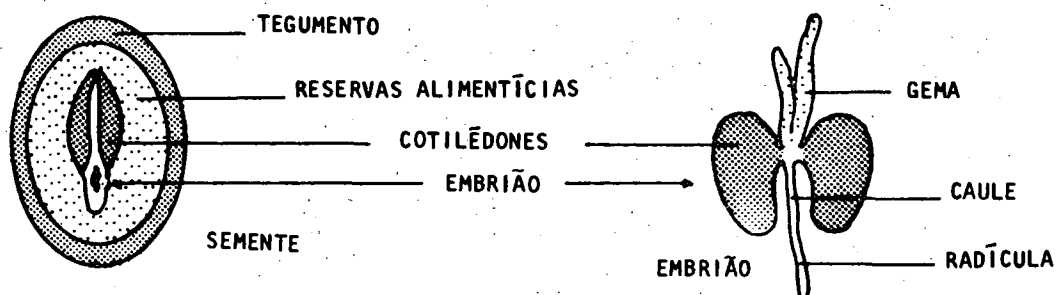 TEGUMENTO
RESERVAS ALIMENTÍCIAS
COTILÉDONES
EMBRIÃO
SEMENTE
GEMA
CAULE
RADÍCULA
EMBRIÃO